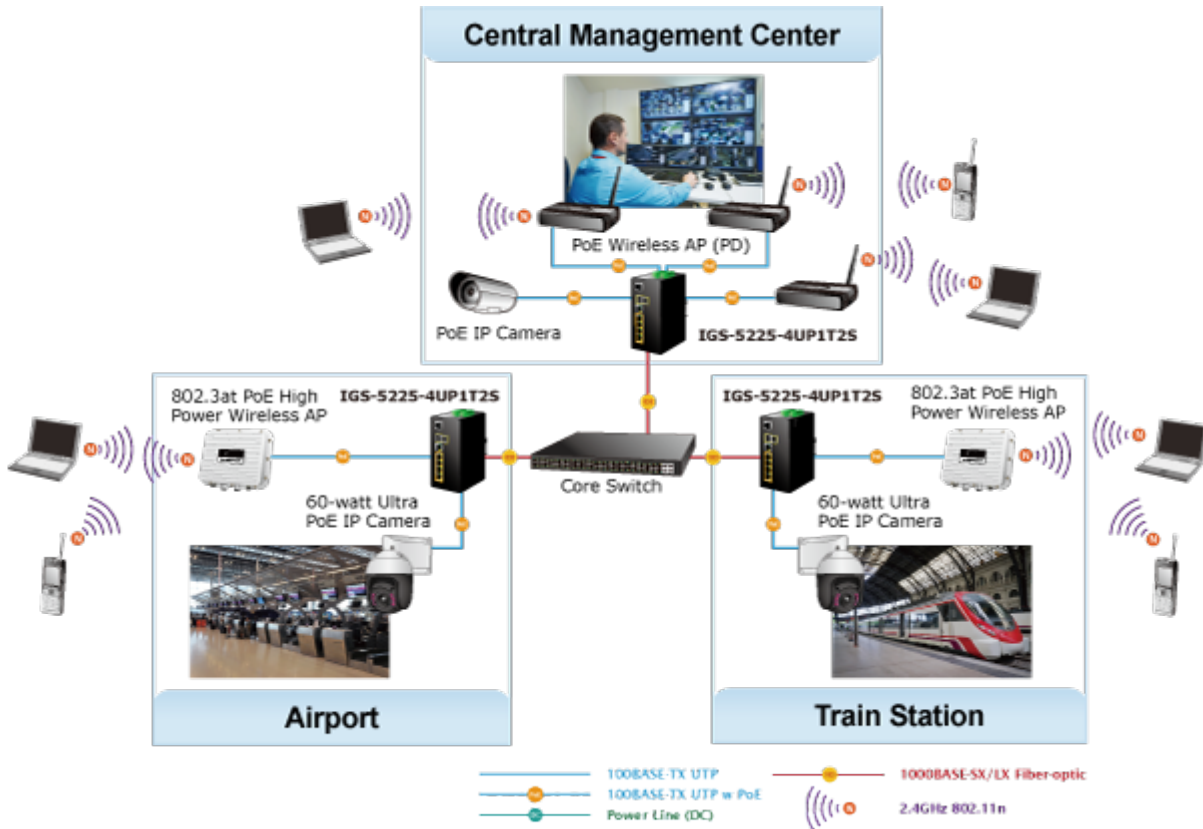 Central Management Center
PoE Wireless AP (PD)
PoE IP Camera
IGS-5225-4UP1T2S
802.3at PoE High
Power Wireless AP
IGS-5225-4UP1T2S
60-watt Ultra
PoE IP Camera
Core Switch
IGS-5225-4UP1T2S
802.3at PoE High
Power Wireless AP
60-watt Ultra
PoE IP Camera
Airport
Train Station
100BASE-TX UTP
100BASE-TX UTP w PoE
Power Line (DC)
1000BASE-SX/LX Fiber-optic
2.4GHz 802.11n
N
N
N
N
N
N
N
N
N
N
N
N
DC